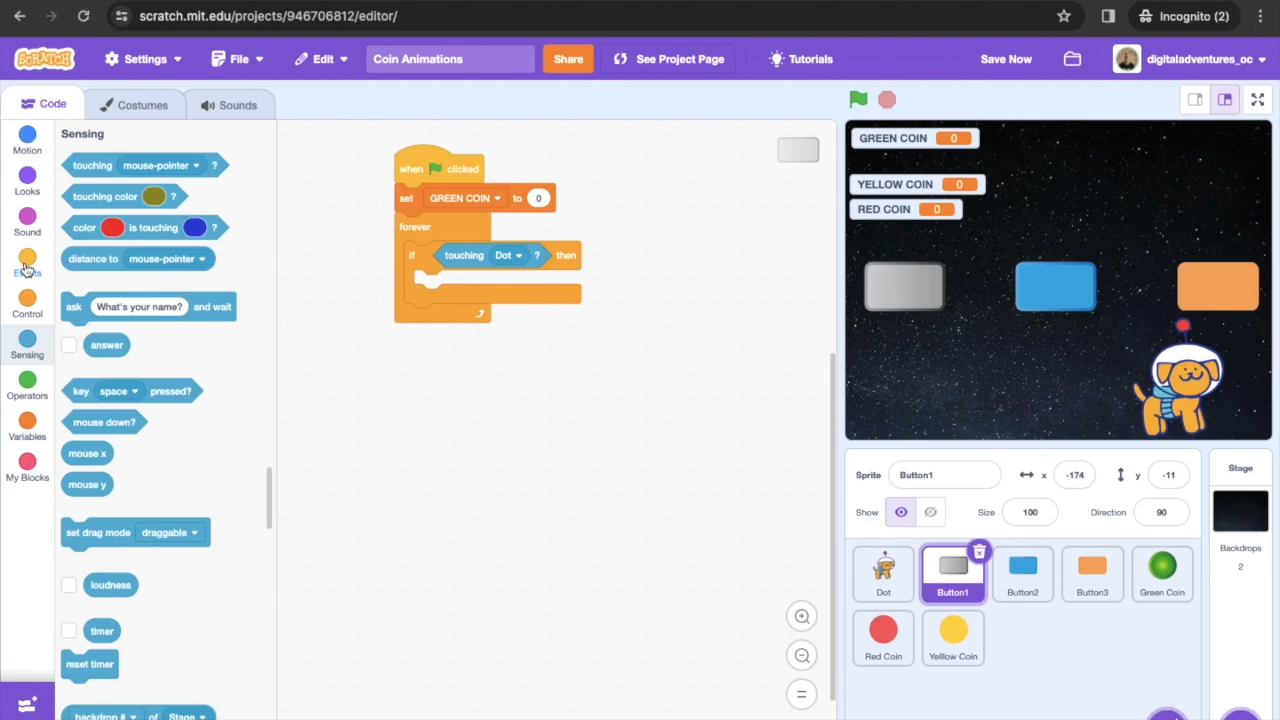 scratch.mit.edu/projects/946706812/editor/
Incognito (2)
SCRATCH
Settings
File
Edit
Coin Animations
Share
See Project Page
Tutorials
Save Now
digitaladventures_oc
Code
Costumes
Sounds
Motion
Looks
Sound
Events
Control
Sensing
Operators
Variables
My Blocks
Sensing
touching mouse-pointer ?
touching color ?
color is touching ?
distance to mouse-pointer
ask What's your name? and wait
answer
key space pressed?
mouse down?
mouse x
mouse y
set drag mode draggable
loudness
timer
reset timer
backdrop # of Stage
when clicked
set GREEN COIN to 0
forever
if touching Dot ? then
GREEN COIN 0
YELLOW COIN 0
RED COIN 0
Sprite Button1 x -174 y -11
Show Size 100 Direction 90
Dot
Button1
Button2
Button3
Green Coin
Red Coin
Yelllow Coin
Stage
Backdrops
2